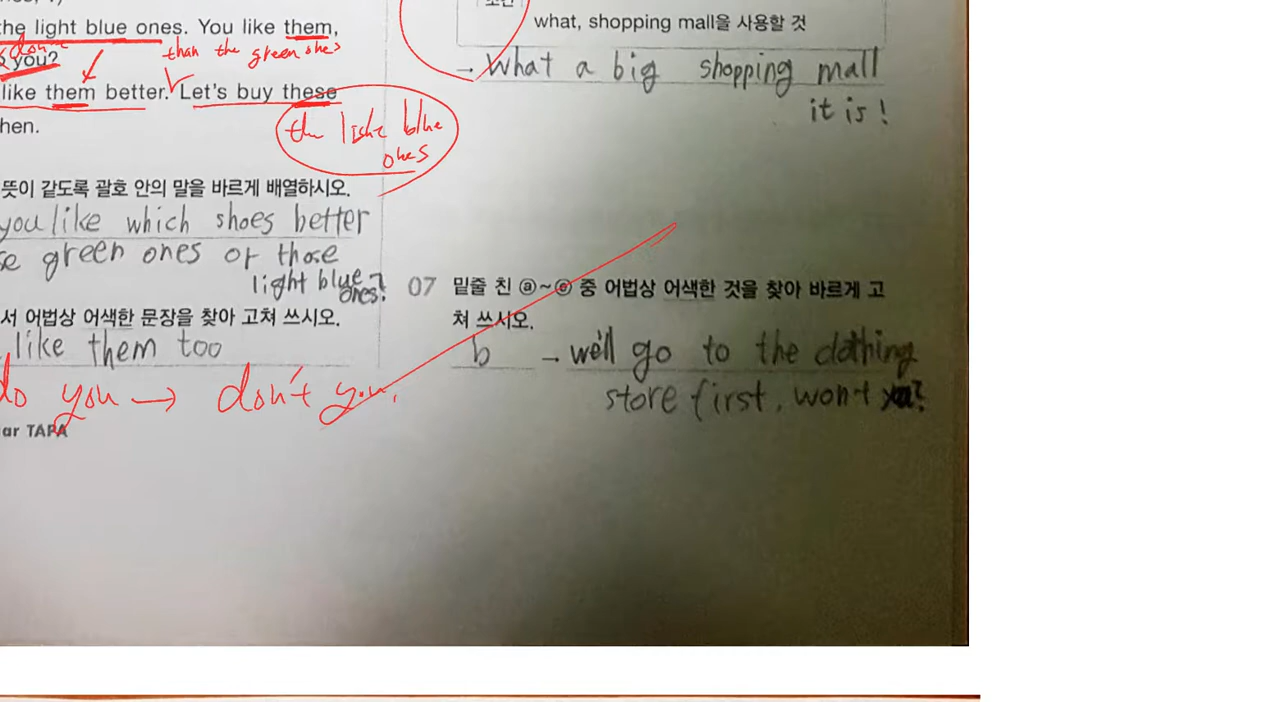 the light blue ones. You like them,
you?
than the green ones
like them better. Let's buy these
hen.
the light blue
ones
뜻이 같도록 괄호 안의 말을 바르게 배열하시오.
you like which shoes better
se green ones or those
light blue
ones?
서 어법상 어색한 문장을 찾아 고쳐 쓰시오.
like them too
do you → don't you.
ar TAPA
조건
what, shopping mall을 사용할 것
→ What a big shopping mall
it is!
07 밑줄 친 ⓐ~ⓔ 중 어법상 어색한 것을 찾아 바르게 고
쳐 쓰시오.
b → we'll go to the clothing
store first, won't